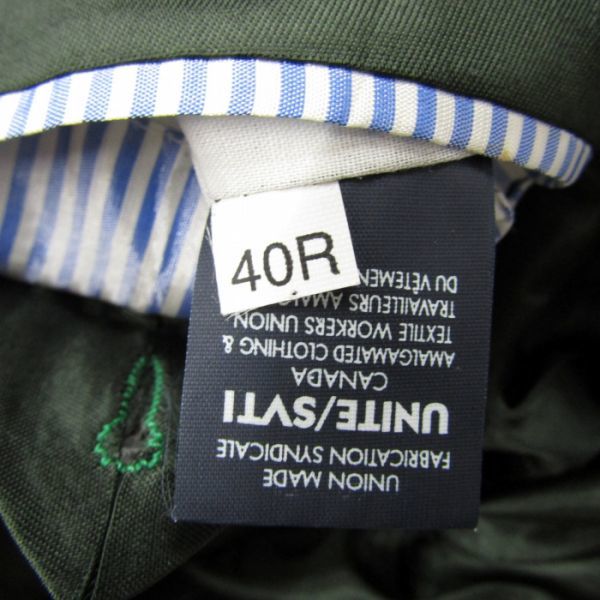 40R
UNION MADE
FABRICATION SYNDICALE
UNITE/SVTI
CANADA
AMALGAMATED CLOTHING &
TEXTILE WORKERS UNION
TRAVAILLEURS
DU